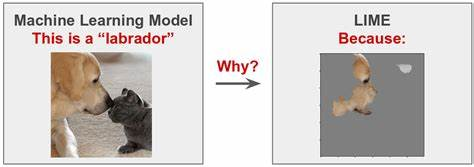 Machine Learning Model
This is a “labrador”
Why?
LIME
Because: